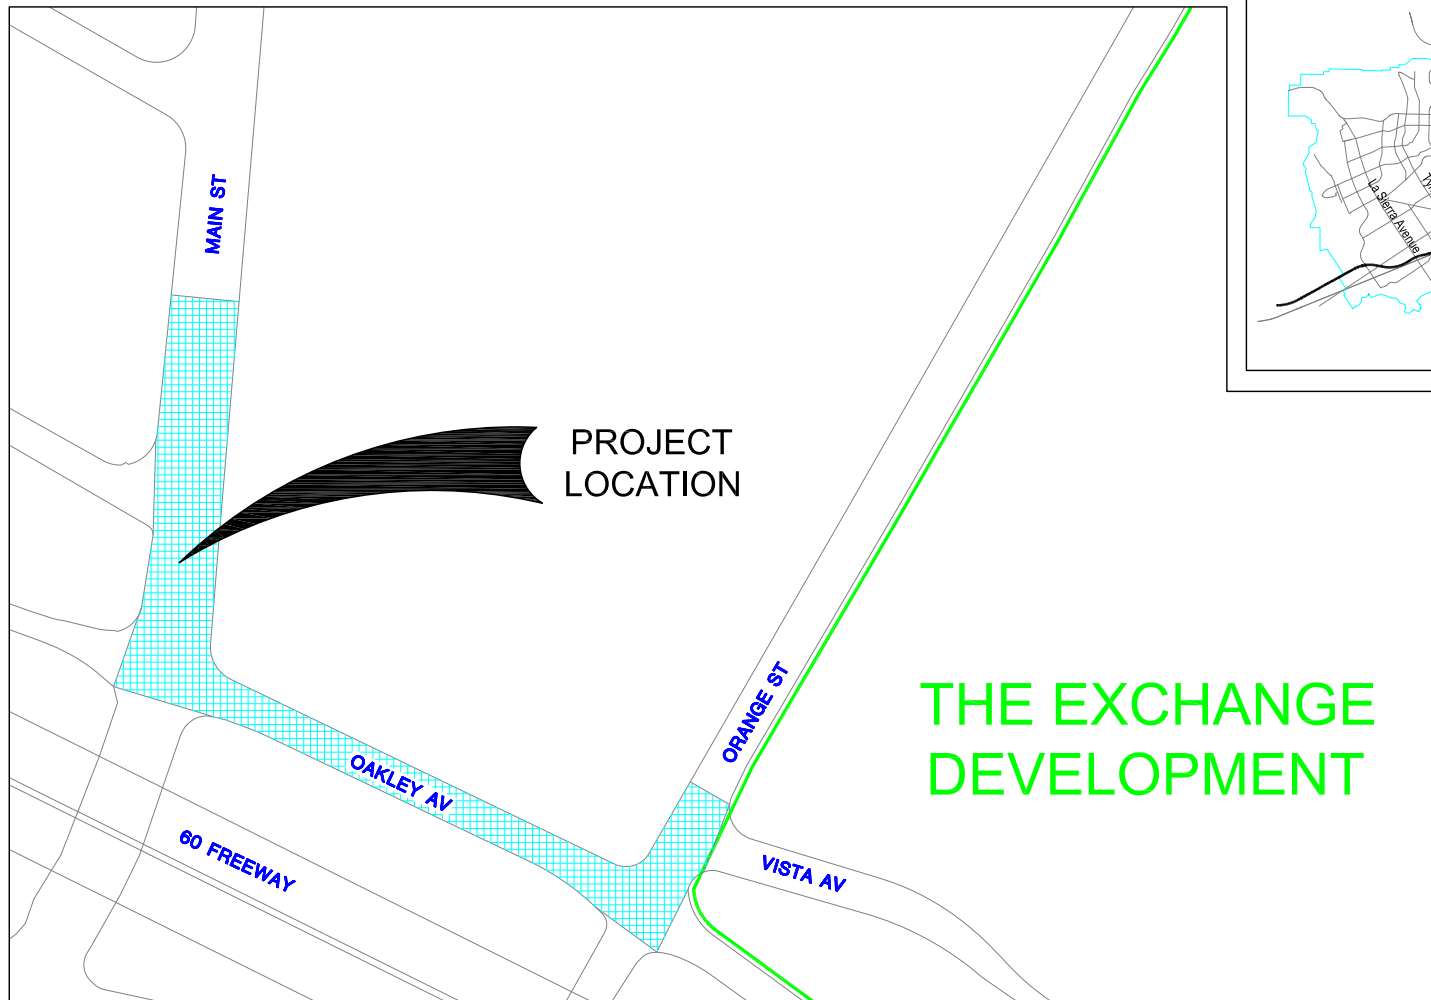 MAIN ST
La Sierra Avenue
PROJECT
LOCATION
ORANGE ST
THE EXCHANGE
DEVELOPMENT
OAKLEY AV
60 FREEWAY
VISTA AV